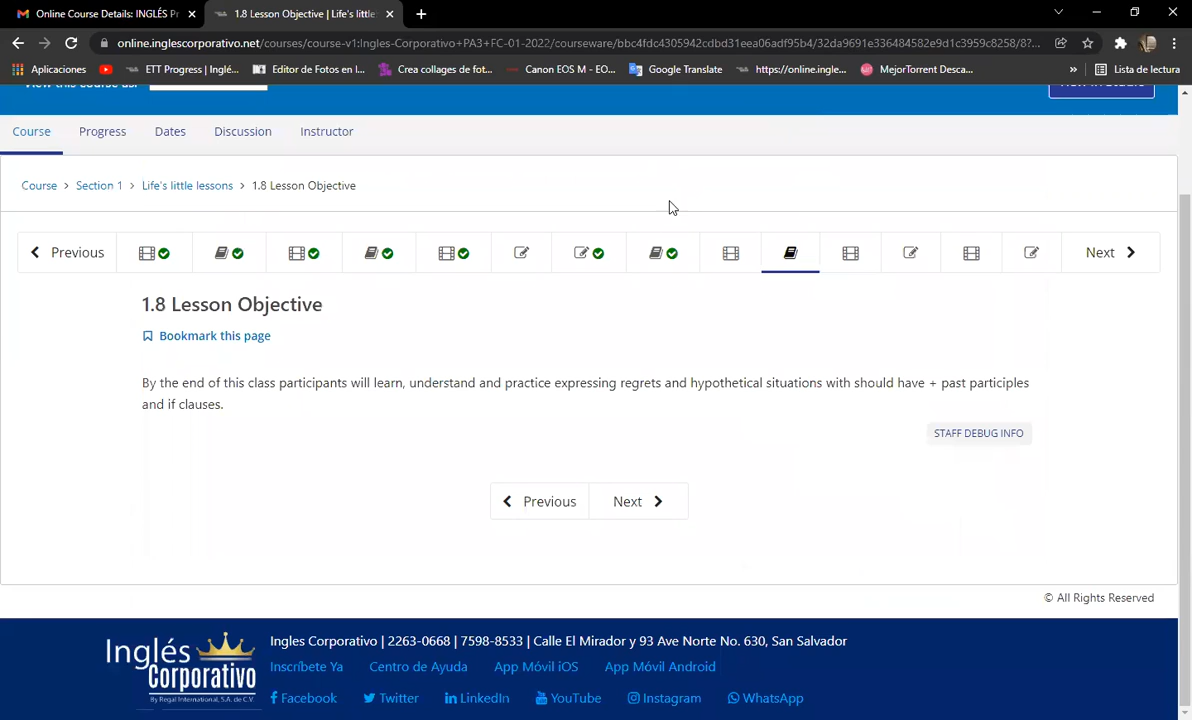 Online Course Details: INGLÉS P
1.8 Lesson Objective | Life's little
online.inglescorporativo.net/courses/course-v1:Ingles-Corporativo+PA3+FC-01-2022/courseware/bbc4fdc4305942cdbd31eea06adf95b4/32da9691e336484582e9d1c3959c8258/8?...
Aplicaciones
ETT Progress | Inglé...
Editor de Fotos en l...
Crea collages de fot...
Canon EOS M - EO...
Google Translate
https://online.ingle...
MejorTorrent Desca...
»
Lista de lectura
Course
Progress
Dates
Discussion
Instructor
Course > Section 1 > Life's little lessons > 1.8 Lesson Objective
Previous
Next
1.8 Lesson Objective
Bookmark this page
By the end of this class participants will learn, understand and practice expressing regrets and hypothetical situations with should have + past participles
and if clauses.
STAFF DEBUG INFO
Previous
Next
© All Rights Reserved
Inglés Corporativo
By Regal International, S.A. de C.V.
Ingles Corporativo | 2263-0668 | 7598-8533 | Calle El Mirador y 93 Ave Norte No. 630, San Salvador
Inscríbete Ya
Centro de Ayuda
App Móvil iOS
App Móvil Android
Facebook
Twitter
LinkedIn
YouTube
Instagram
WhatsApp